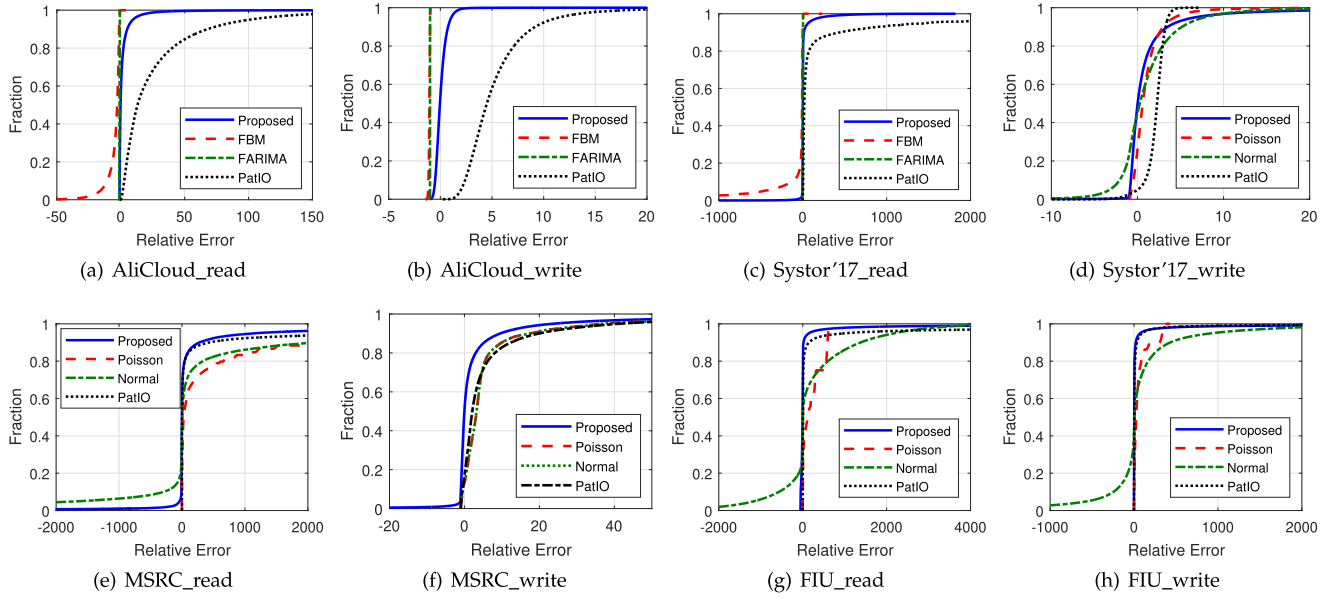 1
0.8
0.6
0.4
0.2
0
Fraction
Proposed
FBM
FARIMA
PatIO
-50 0 50 100 150
Relative Error
(a) AliCloud_read
1
0.8
0.6
0.4
0.2
0
Fraction
Proposed
FBM
FARIMA
PatIO
-5 0 5 10 15 20
Relative Error
(b) AliCloud_write
1
0.8
0.6
0.4
0.2
0
Fraction
Proposed
FBM
FARIMA
PatIO
-1000 0 1000 2000
Relative Error
(c) Systor'17_read
1
0.8
0.6
0.4
0.2
0
Fraction
Proposed
Poisson
Normal
PatIO
-10 0 10 20
Relative Error
(d) Systor'17_write
1
0.8
0.6
0.4
0.2
0
Fraction
Proposed
Poisson
Normal
PatIO
-2000 -1000 0 1000 2000
Relative Error
(e) MSRC_read
1
0.8
0.6
0.4
0.2
0
Fraction
Proposed
Poisson
Normal
PatIO
-20 0 20 40
Relative Error
(f) MSRC_write
1
0.8
0.6
0.4
0.2
0
Fraction
Proposed
Poisson
Normal
PatIO
-2000 0 2000 4000
Relative Error
(g) FIU_read
1
0.8
0.6
0.4
0.2
0
Fraction
Proposed
Poisson
Normal
PatIO
-1000 0 1000 2000
Relative Error
(h) FIU_write